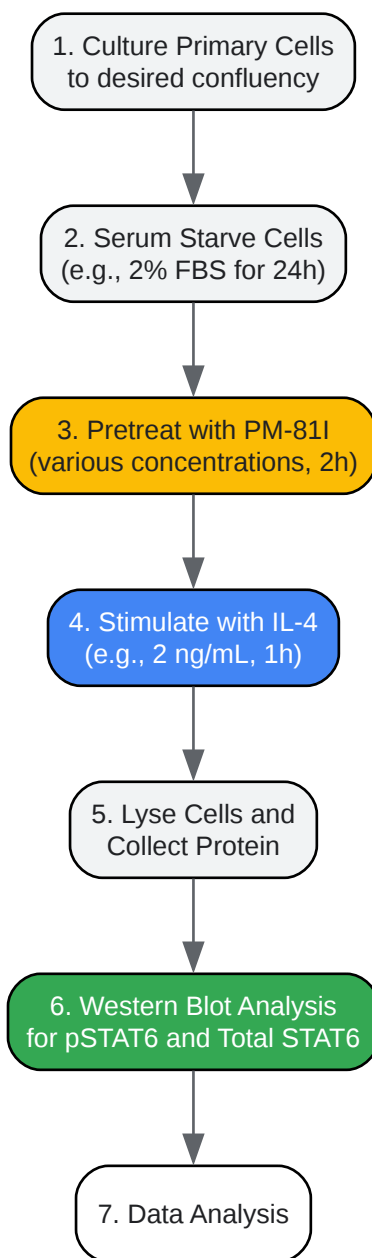 1. Culture Primary Cells
to desired confluency
2. Serum Starve Cells
(e.g., 2% FBS for 24h)
3. Pretreat with PM-81I
(various concentrations, 2h)
4. Stimulate with IL-4
(e.g., 2 ng/mL, 1h)
5. Lyse Cells and
Collect Protein
6. Western Blot Analysis
for pSTAT6 and Total STAT6
7. Data Analysis